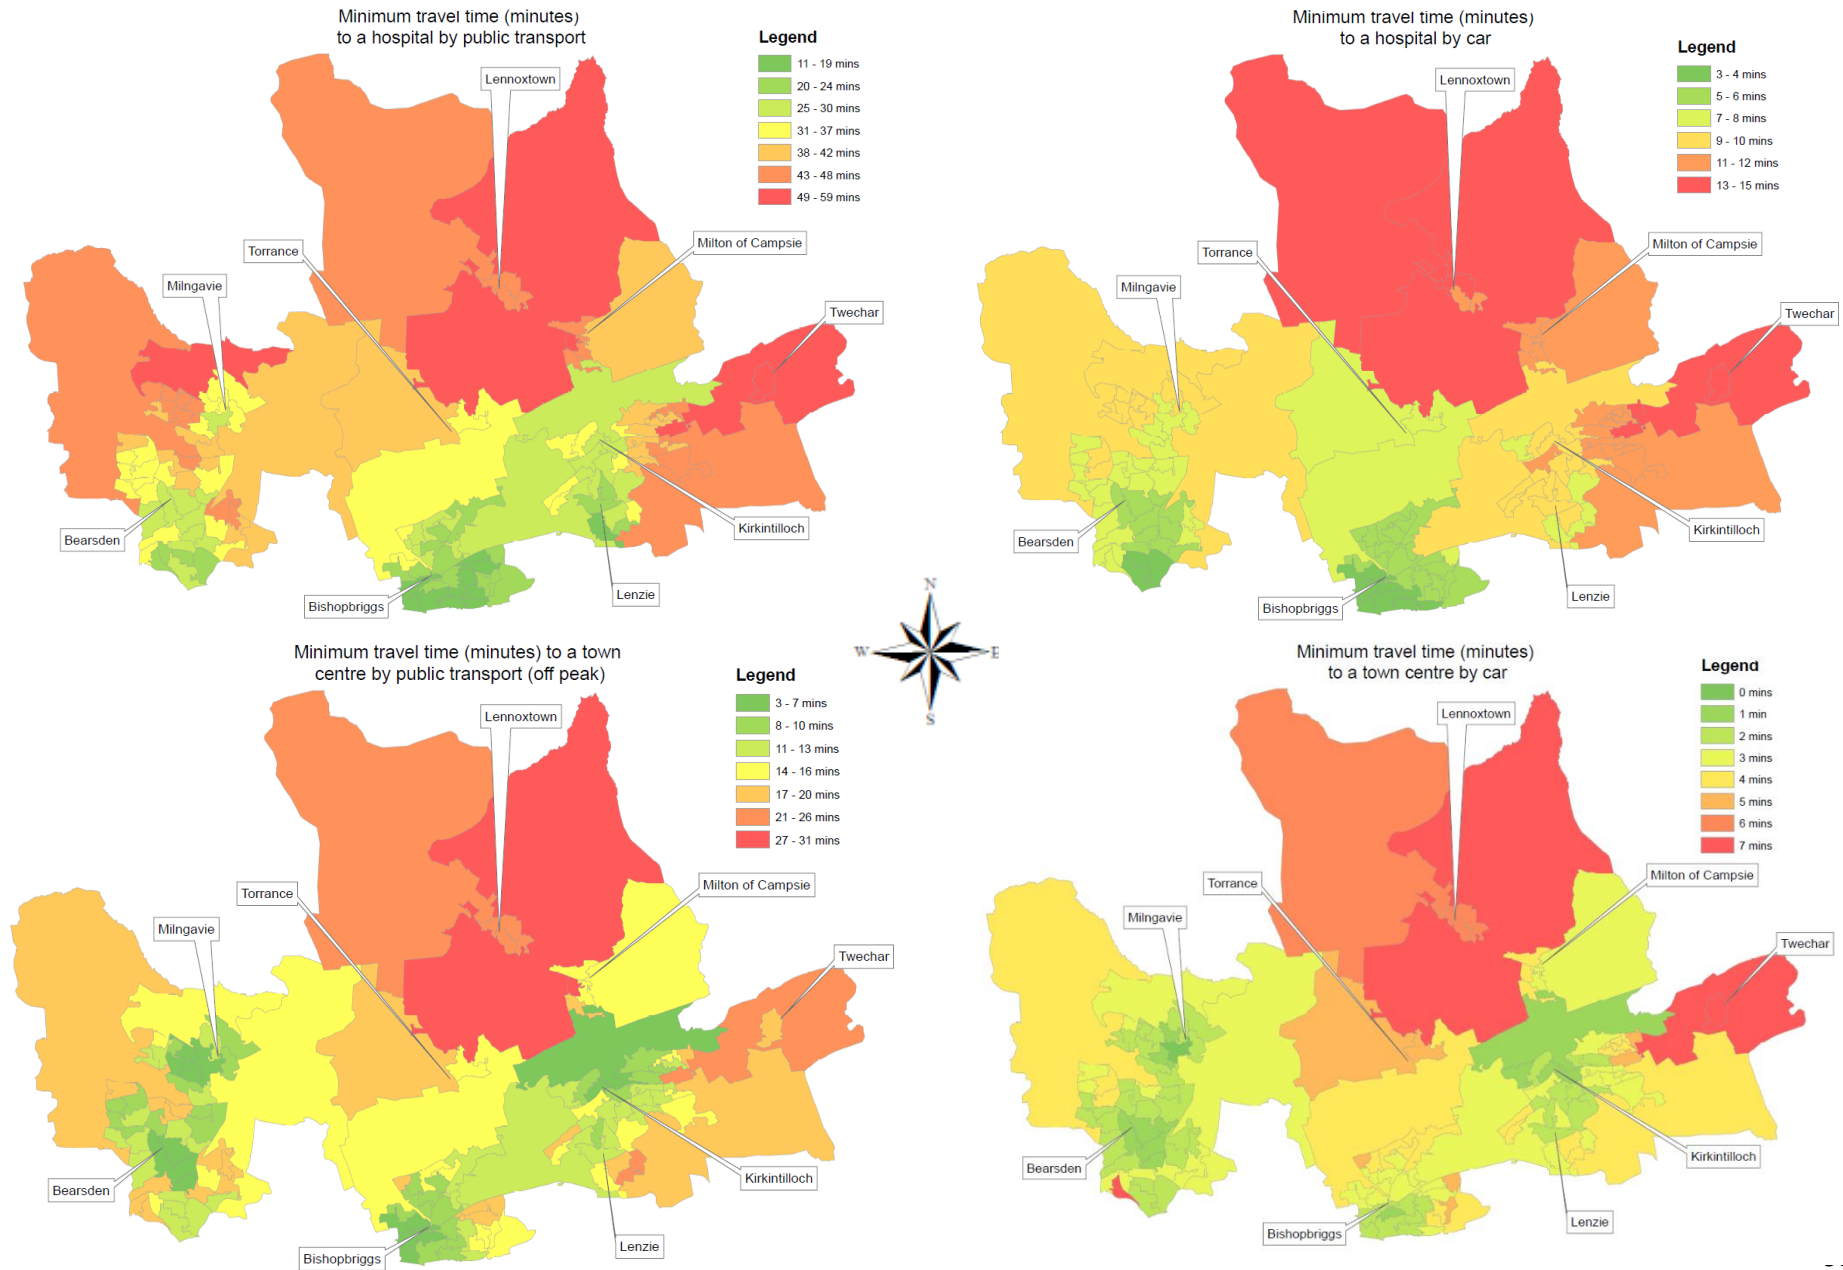 Minimum travel time (minutes)
to a hospital by public transport
Legend
11 - 19 mins
20 - 24 mins
25 - 30 mins
31 - 37 mins
38 - 42 mins
43 - 48 mins
49 - 59 mins
Lennoxtown
Torrance
Milton of Campsie
Milngavie
Twechar
Bearsden
Kirkintilloch
Lenzie
Bishopbriggs
Minimum travel time (minutes)
to a hospital by car
Legend
3 - 4 mins
5 - 6 mins
7 - 8 mins
9 - 10 mins
11 - 12 mins
13 - 15 mins
Lennoxtown
Torrance
Milton of Campsie
Milngavie
Twechar
Bearsden
Kirkintilloch
Lenzie
Bishopbriggs
N
W
E
S
Minimum travel time (minutes) to a town
centre by public transport (off peak)
Legend
3 - 7 mins
8 - 10 mins
11 - 13 mins
14 - 16 mins
17 - 20 mins
21 - 26 mins
27 - 31 mins
Lennoxtown
Torrance
Milton of Campsie
Milngavie
Twechar
Bearsden
Kirkintilloch
Lenzie
Bishopbriggs
Minimum travel time (minutes)
to a town centre by car
Legend
0 mins
1 min
2 mins
3 mins
4 mins
5 mins
6 mins
7 mins
Lennoxtown
Torrance
Milton of Campsie
Milngavie
Twechar
Bearsden
Kirkintilloch
Lenzie
Bishopbriggs